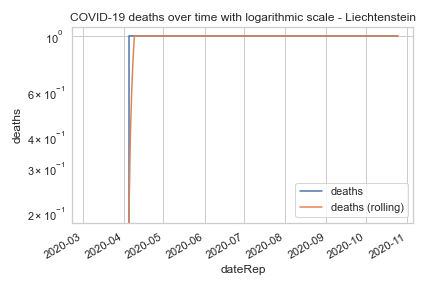 COVID-19 deaths over time with logarithmic scale - Liechtenstein
10⁰
6 × 10⁻¹
4 × 10⁻¹
3 × 10⁻¹
2 × 10⁻¹
deaths
deaths
deaths (rolling)
2020-03
2020-04
2020-05
2020-06
2020-07
2020-08
2020-09
2020-10
2020-11
dateRep